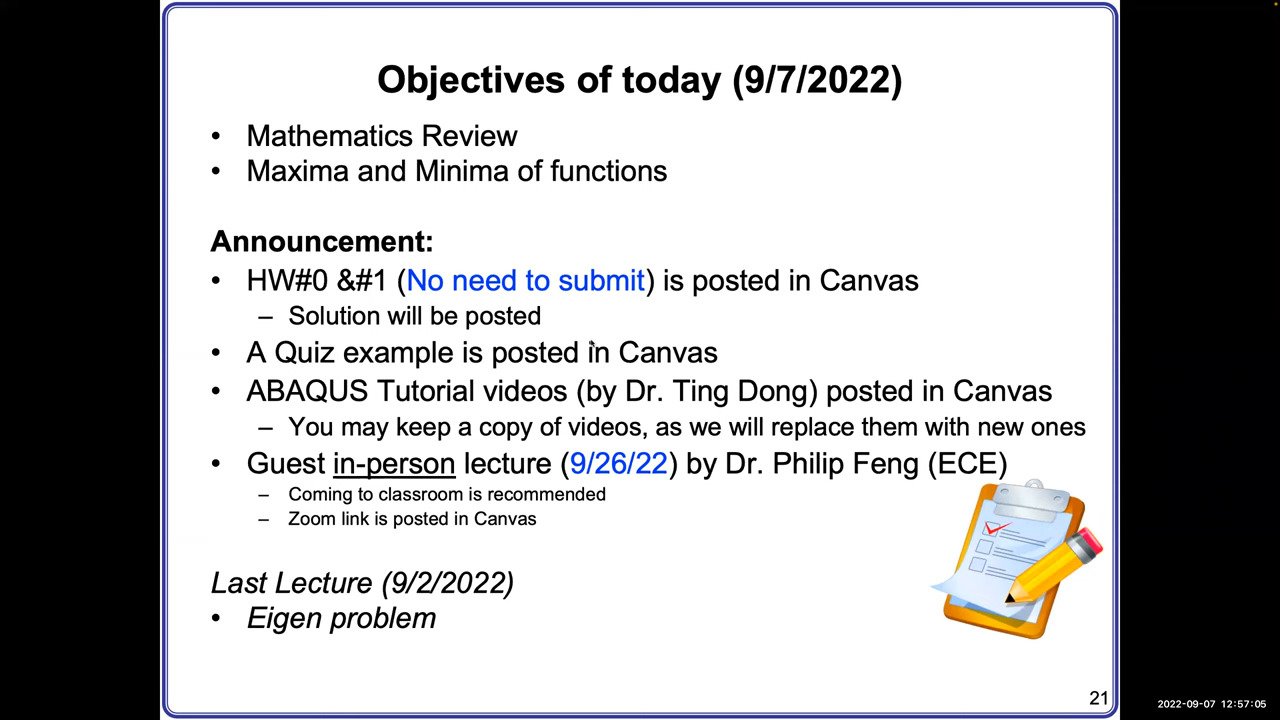 Objectives of today (9/7/2022)
• Mathematics Review
• Maxima and Minima of functions
Announcement:
• HW#0 &#1 (No need to submit) is posted in Canvas
– Solution will be posted
• A Quiz example is posted in Canvas
• ABAQUS Tutorial videos (by Dr. Ting Dong) posted in Canvas
– You may keep a copy of videos, as we will replace them with new ones
• Guest in-person lecture (9/26/22) by Dr. Philip Feng (ECE)
– Coming to classroom is recommended
– Zoom link is posted in Canvas
Last Lecture (9/2/2022)
• Eigen problem
21
2022-09-07 12:57:05